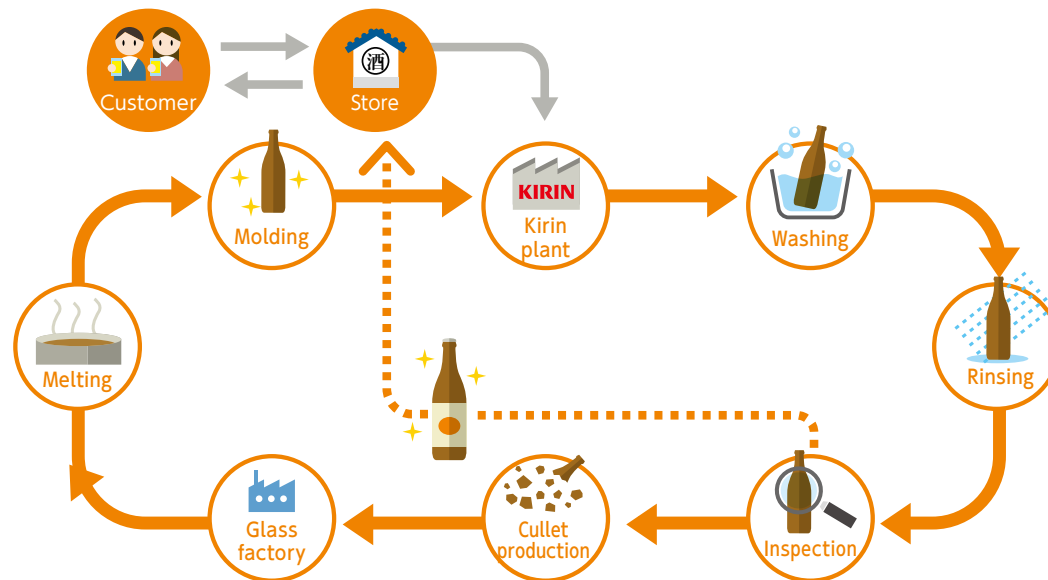 Customer
酒
Store
Molding
KIRIN
Kirin
plant
Washing
Melting
Rinsing
Glass
factory
Cullet
production
Inspection